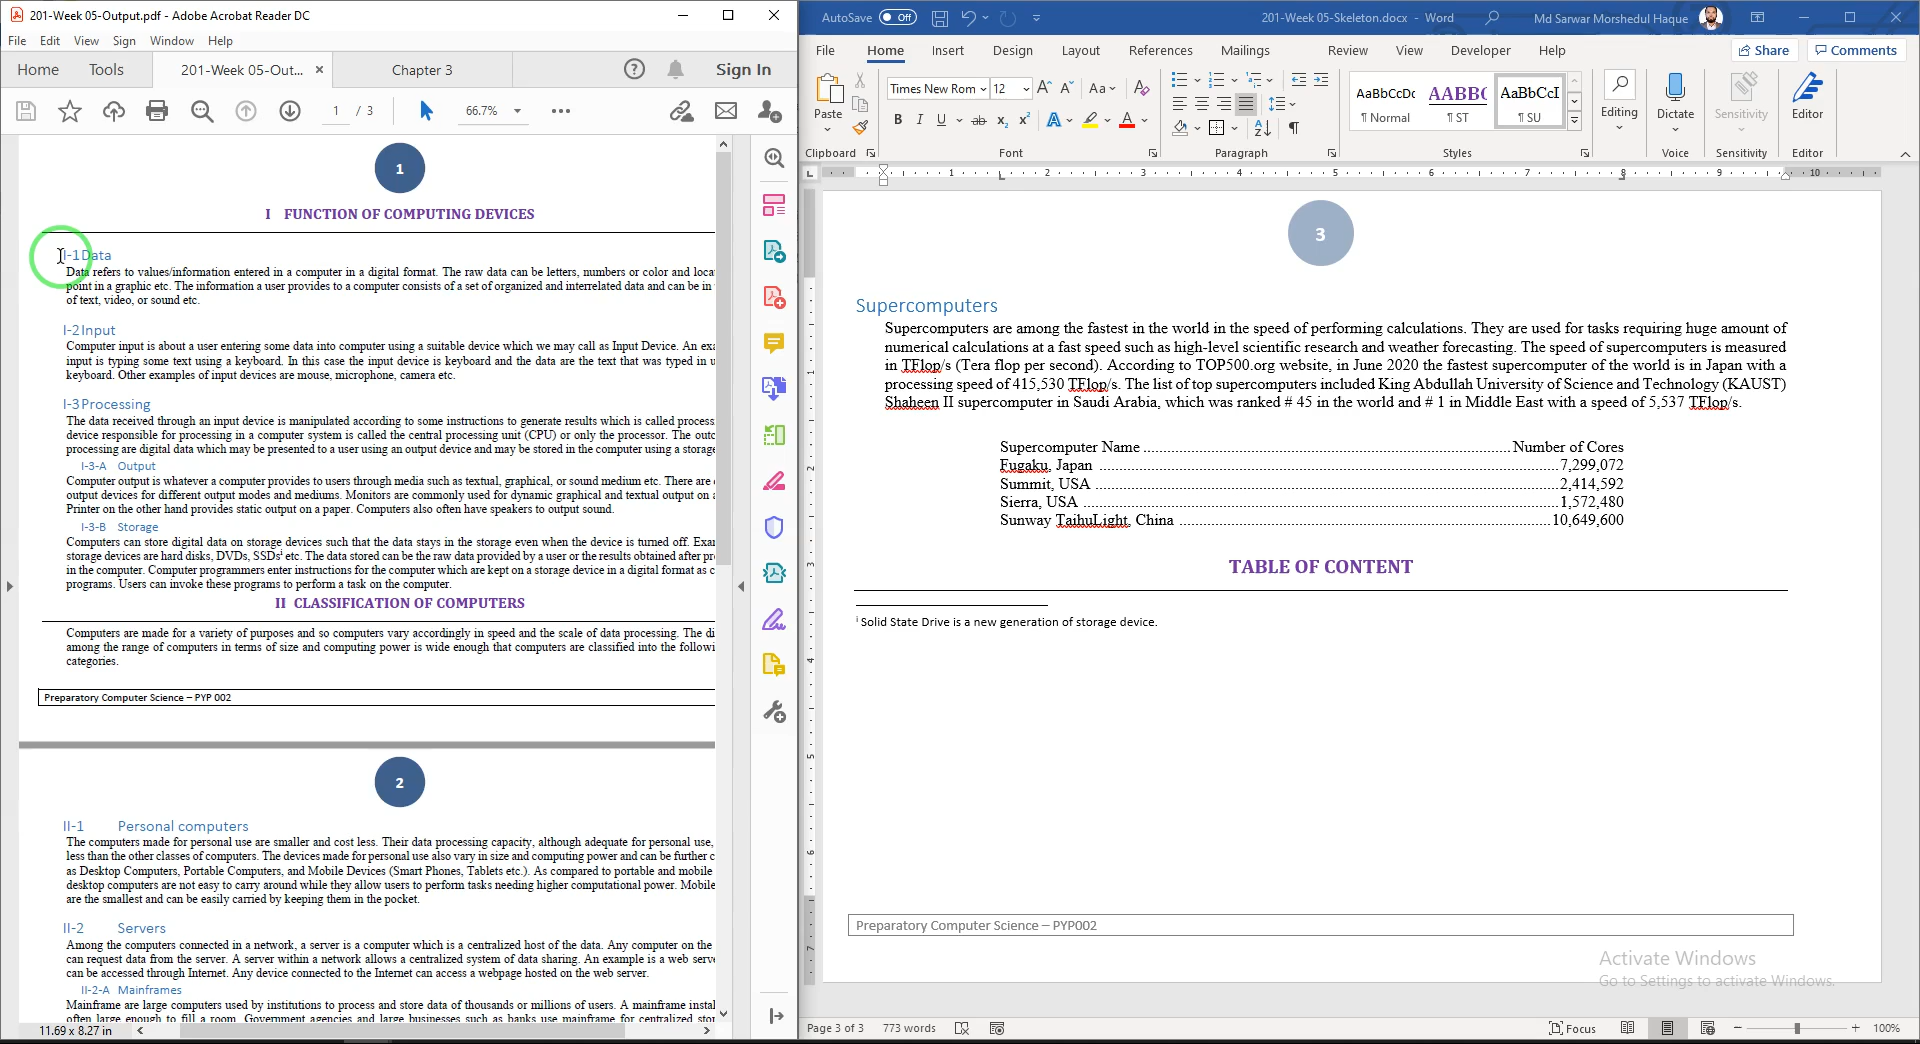 201-Week 05-Output.pdf - Adobe Acrobat Reader DC
File Edit View Sign Window Help
Home Tools 201-Week 05-Out... × Chapter 3 Sign In
1 / 3 66.7%
1
I FUNCTION OF COMPUTING DEVICES
I-1 Data
Data refers to values/information entered in a computer in a digital format. The raw data can be letters, numbers or color and loca
point in a graphic etc. The information a user provides to a computer consists of a set of organized and interrelated data and can be in
of text, video, or sound etc.
I-2 Input
Computer input is about a user entering some data into computer using a suitable device which we may call as Input Device. An exa
input is typing some text using a keyboard. In this case the input device is keyboard and the data are the text that was typed in u
keyboard. Other examples of input devices are mouse, microphone, camera etc.
I-3 Processing
The data received through an input device is manipulated according to some instructions to generate results which is called process
device responsible for processing in a computer system is called the central processing unit (CPU) or only the processor. The outc
processing are digital data which may be presented to a user using an output device and may be stored in the computer using a storage
I-3-A Output
Computer output is whatever a computer provides to users through media such as textual, graphical, or sound medium etc. There are
output devices for different output modes and mediums. Monitors are commonly used for dynamic graphical and textual output on a
Printer on the other hand provides static output on a paper. Computers also often have speakers to output sound.
I-3-B Storage
Computers can store digital data on storage devices such that the data stays in the storage even when the device is turned off. Exar
storage devices are hard disks, DVDs, SSDsⁱ etc. The data stored can be the raw data provided by a user or the results obtained after pr
in the computer. Computer programmers enter instructions for the computer which are kept on a storage device in a digital format as c
programs. Users can invoke these programs to perform a task on the computer.
II CLASSIFICATION OF COMPUTERS
Computers are made for a variety of purposes and so computers vary accordingly in speed and the scale of data processing. The di
among the range of computers in terms of size and computing power is wide enough that computers are classified into the followi
categories.
Preparatory Computer Science – PYP 002
2
II-1 Personal computers
The computers made for personal use are smaller and cost less. Their data processing capacity, although adequate for personal use,
less than the other classes of computers. The devices made for personal use also vary in size and computing power and can be further c
as Desktop Computers, Portable Computers, and Mobile Devices (Smart Phones, Tablets etc.). As compared to portable and mobile
desktop computers are not easy to carry around while they allow users to perform tasks needing higher computational power. Mobile
are the smallest and can be easily carried by keeping them in the pocket.
II-2 Servers
Among the computers connected in a network, a server is a computer which is a centralized host of the data. Any computer on the
can request data from the server. A server within a network allows a centralized system of data sharing. An example is a web serve
can be accessed through Internet. Any device connected to the Internet can access a webpage hosted on the web server.
II-2-A Mainframes
Mainframe are large computers used by institutions to process and store data of thousands or millions of users. A mainframe instal
often large enough to fill a room. Government agencies and large businesses such as banks use mainframe for centralized stor
11.69 x 8.27 in
AutoSave Off 201-Week 05-Skeleton.docx - Word Md Sarwar Morshedul Haque
File Home Insert Design Layout References Mailings Review View Developer Help Share Comments
Times New Rom 12 Aa
Paste B I U ab x₂ x² A A
AaBbCcDc AABBC AaBbCcI
¶ Normal ¶ ST ¶ SU
Editing Dictate Sensitivity Editor
Clipboard Font Paragraph Styles Voice Sensitivity Editor
1 2 3 4 5 6 7 8 9 10
3
Supercomputers
Supercomputers are among the fastest in the world in the speed of performing calculations. They are used for tasks requiring huge amount of
numerical calculations at a fast speed such as high-level scientific research and weather forecasting. The speed of supercomputers is measured
in TFlop/s (Tera flop per second). According to TOP500.org website, in June 2020 the fastest supercomputer of the world is in Japan with a
processing speed of 415,530 TFlop/s. The list of top supercomputers included King Abdullah University of Science and Technology (KAUST)
Shaheen II supercomputer in Saudi Arabia, which was ranked # 45 in the world and # 1 in Middle East with a speed of 5,537 TFlop/s.
Supercomputer Name ........ Number of Cores
Fugaku, Japan ........ 7,299,072
Summit, USA ........ 2,414,592
Sierra, USA ........ 1,572,480
Sunway TaihuLight, China ........ 10,649,600
TABLE OF CONTENT
ⁱ Solid State Drive is a new generation of storage device.
Preparatory Computer Science – PYP002
Activate Windows
Go to Settings to activate Windows.
Page 3 of 3 773 words Focus 100%